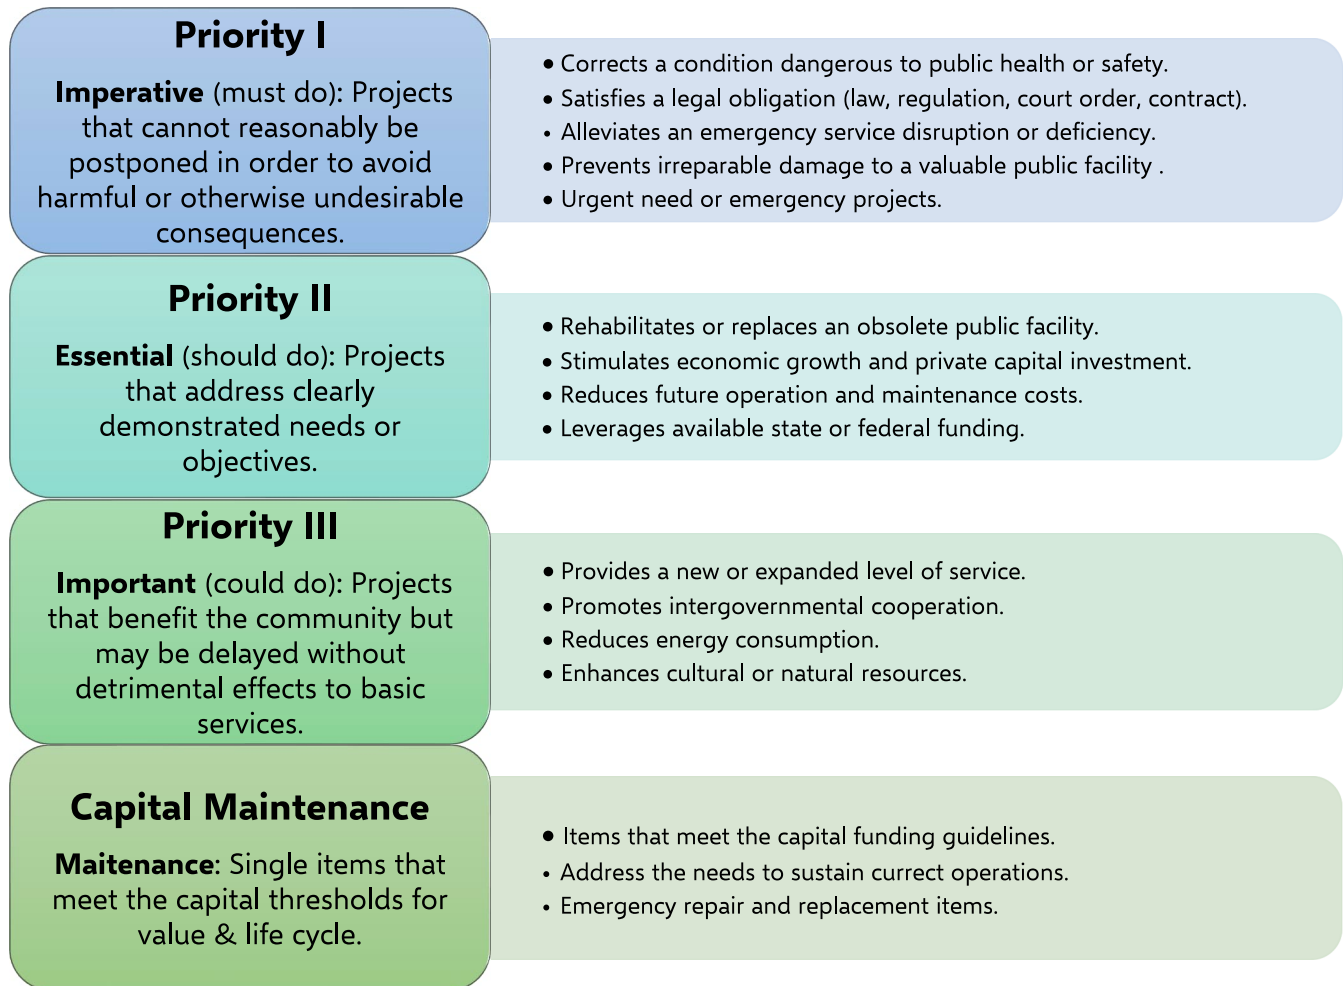 Priority I
Imperative (must do): Projects
that cannot reasonably be
postponed in order to avoid
harmful or otherwise undesirable
consequences.
• Corrects a condition dangerous to public health or safety.
• Satisfies a legal obligation (law, regulation, court order, contract).
• Alleviates an emergency service disruption or deficiency.
• Prevents irreparable damage to a valuable public facility .
• Urgent need or emergency projects.
Priority II
Essential (should do): Projects
that address clearly
demonstrated needs or
objectives.
• Rehabilitates or replaces an obsolete public facility.
• Stimulates economic growth and private capital investment.
• Reduces future operation and maintenance costs.
• Leverages available state or federal funding.
Priority III
Important (could do): Projects
that benefit the community but
may be delayed without
detrimental effects to basic
services.
• Provides a new or expanded level of service.
• Promotes intergovernmental cooperation.
• Reduces energy consumption.
• Enhances cultural or natural resources.
Capital Maintenance
Maitenance: Single items that
meet the capital thresholds for
value & life cycle.
• Items that meet the capital funding guidelines.
• Address the needs to sustain currect operations.
• Emergency repair and replacement items.